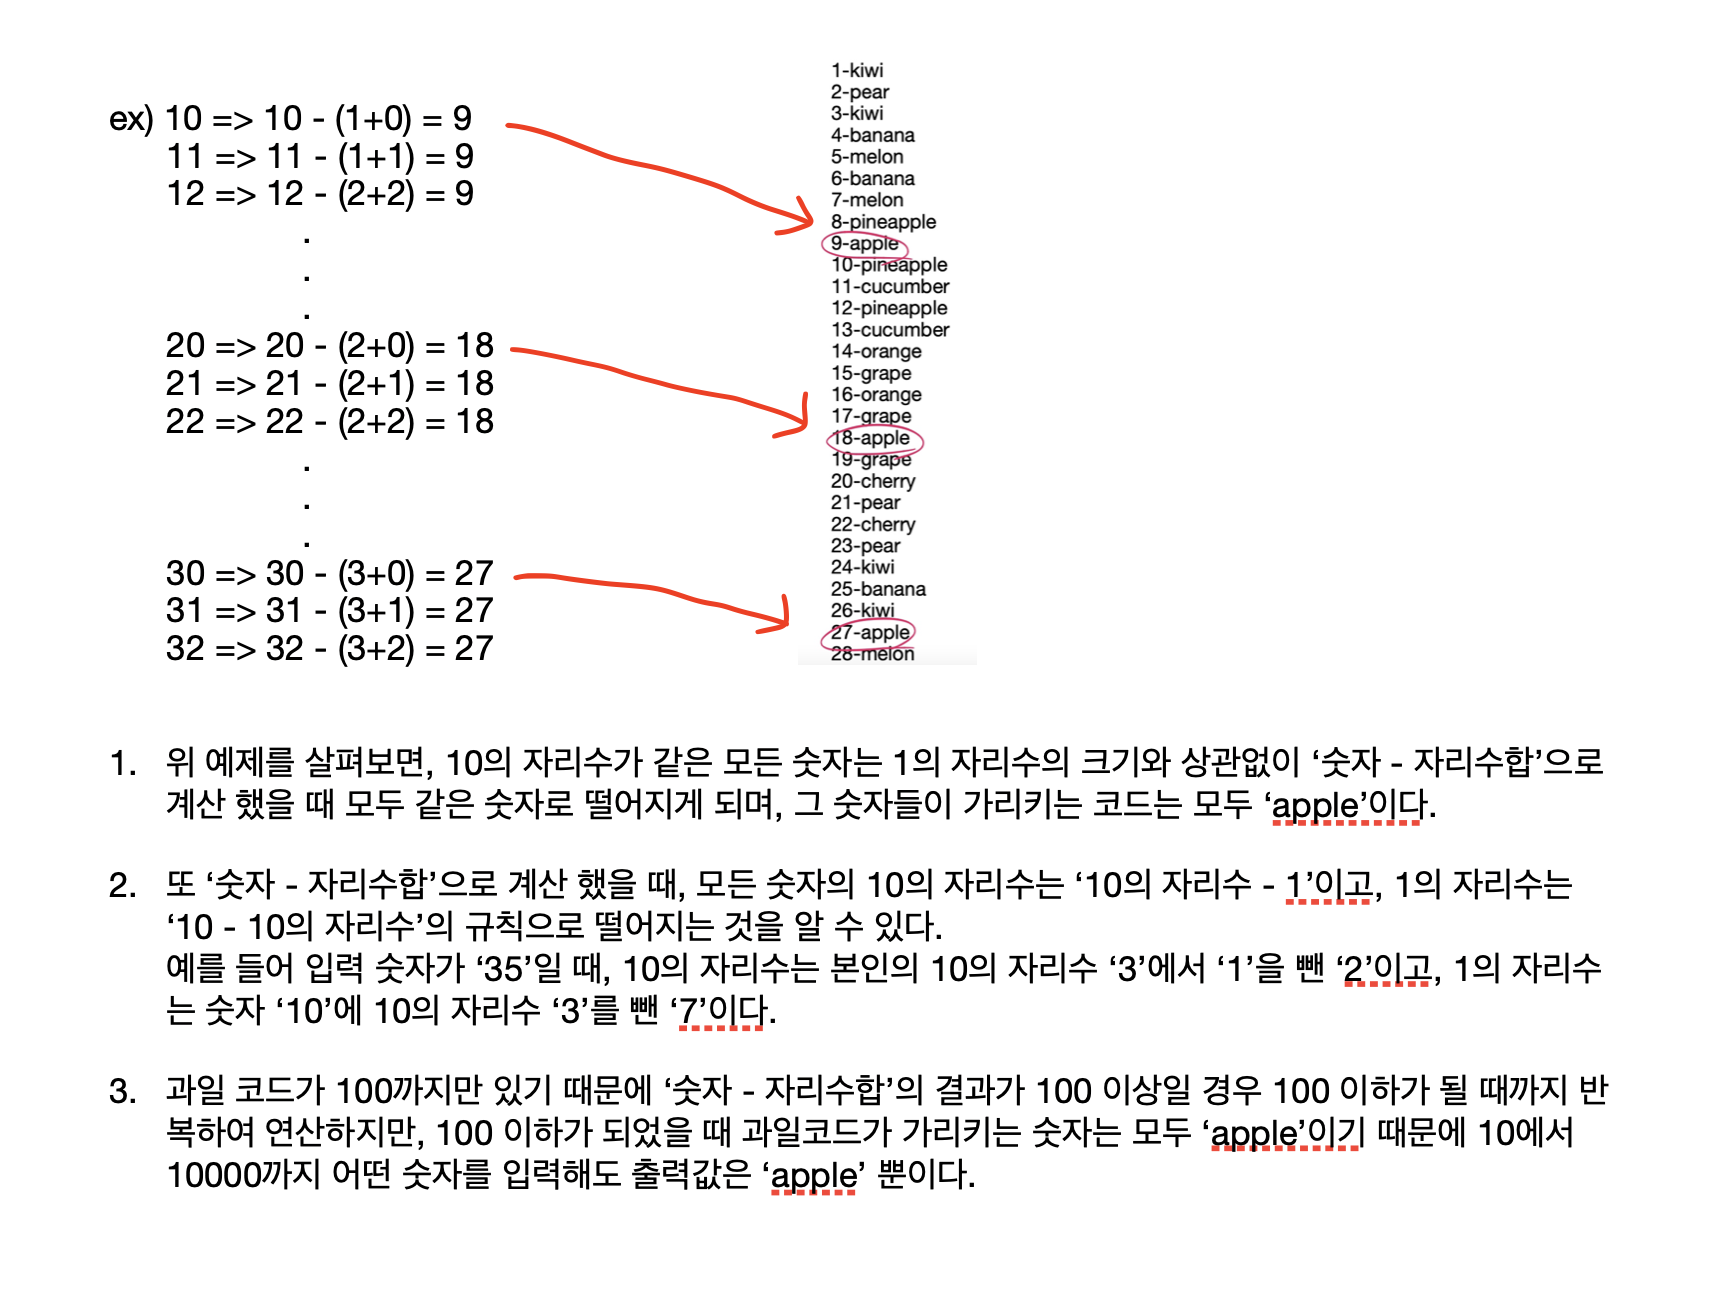 ex) 10 => 10 - (1+0) = 9
11 => 11 - (1+1) = 9
12 => 12 - (2+2) = 9
.
.
.
20 => 20 - (2+0) = 18
21 => 21 - (2+1) = 18
22 => 22 - (2+2) = 18
.
.
.
30 => 30 - (3+0) = 27
31 => 31 - (3+1) = 27
32 => 32 - (3+2) = 27
1-kiwi
2-pear
3-kiwi
4-banana
5-melon
6-banana
7-melon
8-pineapple
9-apple
10-pineapple
11-cucumber
12-pineapple
13-cucumber
14-orange
15-grape
16-orange
17-grape
18-apple
19-grape
20-cherry
21-pear
22-cherry
23-pear
24-kiwi
25-banana
26-kiwi
27-apple
28-melon
1. 위 예제를 살펴보면, 10의 자리수가 같은 모든 숫자는 1의 자리수의 크기와 상관없이 ‘숫자 - 자리수합’으로
계산 했을 때 모두 같은 숫자로 떨어지게 되며, 그 숫자들이 가리키는 코드는 모두 ‘apple’이다.
2. 또 ‘숫자 - 자리수합’으로 계산 했을 때, 모든 숫자의 10의 자리수는 ‘10의 자리수 - 1’이고, 1의 자리수는
‘10 - 10의 자리수’의 규칙으로 떨어지는 것을 알 수 있다.
예를 들어 입력 숫자가 ‘35’일 때, 10의 자리수는 본인의 10의 자리수 ‘3’에서 ‘1’을 뺀 ‘2’이고, 1의 자리수
는 숫자 ‘10’에 10의 자리수 ‘3’를 뺀 ‘7’이다.
3. 과일 코드가 100까지만 있기 때문에 ‘숫자 - 자리수합’의 결과가 100 이상일 경우 100 이하가 될 때까지 반
복하여 연산하지만, 100 이하가 되었을 때 과일코드가 가리키는 숫자는 모두 ‘apple’이기 때문에 10에서
10000까지 어떤 숫자를 입력해도 출력값은 ‘apple’ 뿐이다.